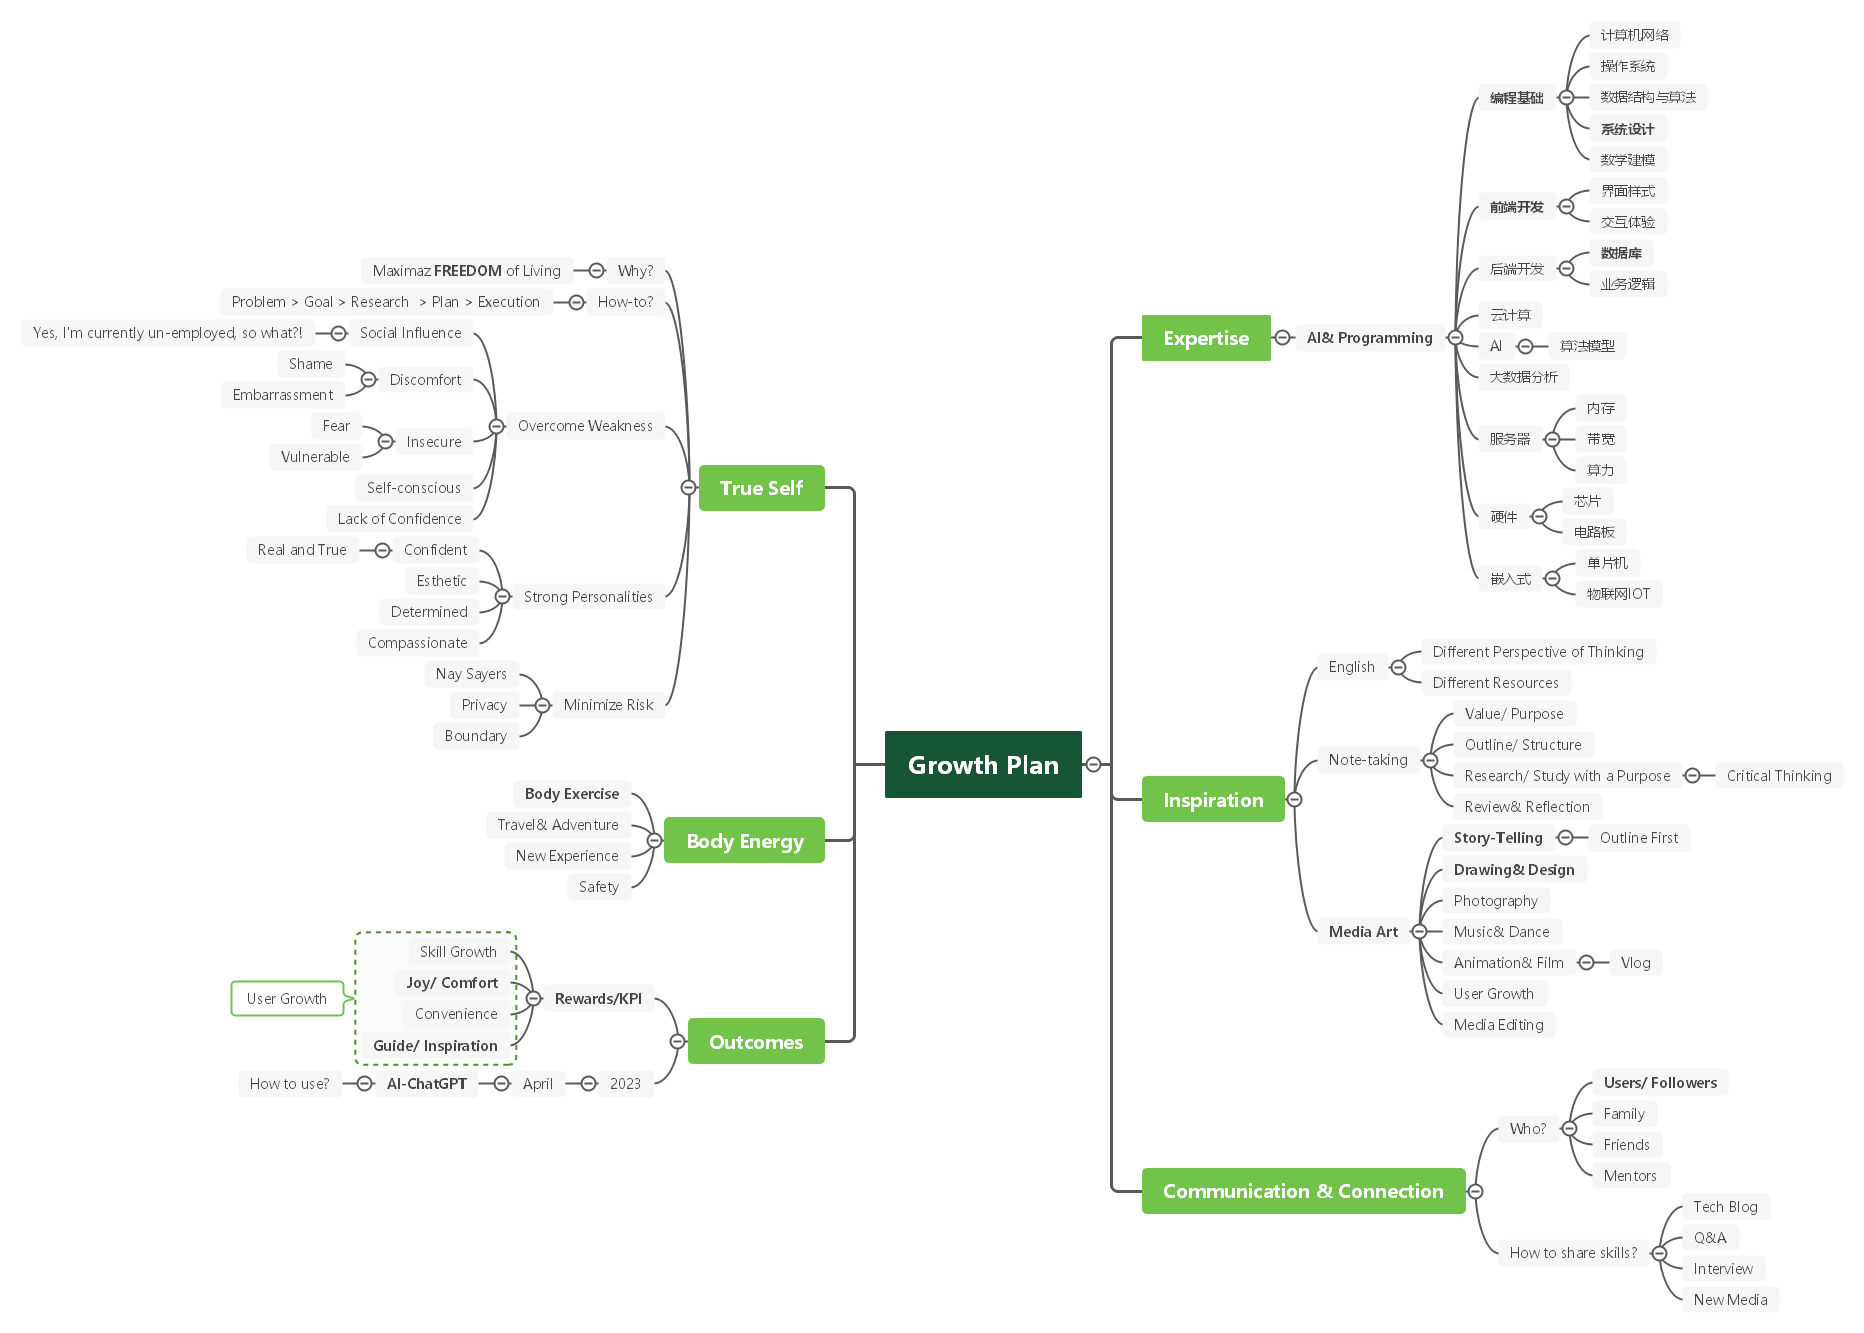 Growth Plan
Expertise
AI& Programming
编程基础
计算机网络
操作系统
数据结构与算法
系统设计
数学建模
前端开发
界面样式
交互体验
后端开发
数据库
业务逻辑
云计算
AI
算法模型
大数据分析
服务器
内存
带宽
算力
硬件
芯片
电路板
嵌入式
单片机
物联网IOT
Inspiration
English
Different Perspective of Thinking
Different Resources
Note-taking
Value/ Purpose
Outline/ Structure
Research/ Study with a Purpose
Critical Thinking
Review& Reflection
Media Art
Story-Telling
Outline First
Drawing& Design
Photography
Music& Dance
Animation& Film
Vlog
User Growth
Media Editing
Communication & Connection
Who?
Users/ Followers
Family
Friends
Mentors
How to share skills?
Tech Blog
Q&A
Interview
New Media
True Self
Why?
Maximaz FREEDOM of Living
How-to?
Problem > Goal > Research > Plan > Execution
Overcome Weakness
Social Influence
Yes, I'm currently un-employed, so what?!
Discomfort
Shame
Embarrassment
Insecure
Fear
Vulnerable
Self-conscious
Lack of Confidence
Strong Personalities
Confident
Real and True
Esthetic
Determined
Compassionate
Minimize Risk
Nay Sayers
Privacy
Boundary
Body Energy
Body Exercise
Travel& Adventure
New Experience
Safety
Outcomes
Rewards/KPI
Skill Growth
Joy/ Comfort
Convenience
Guide/ Inspiration
User Growth
2023
April
AI-ChatGPT
How to use?